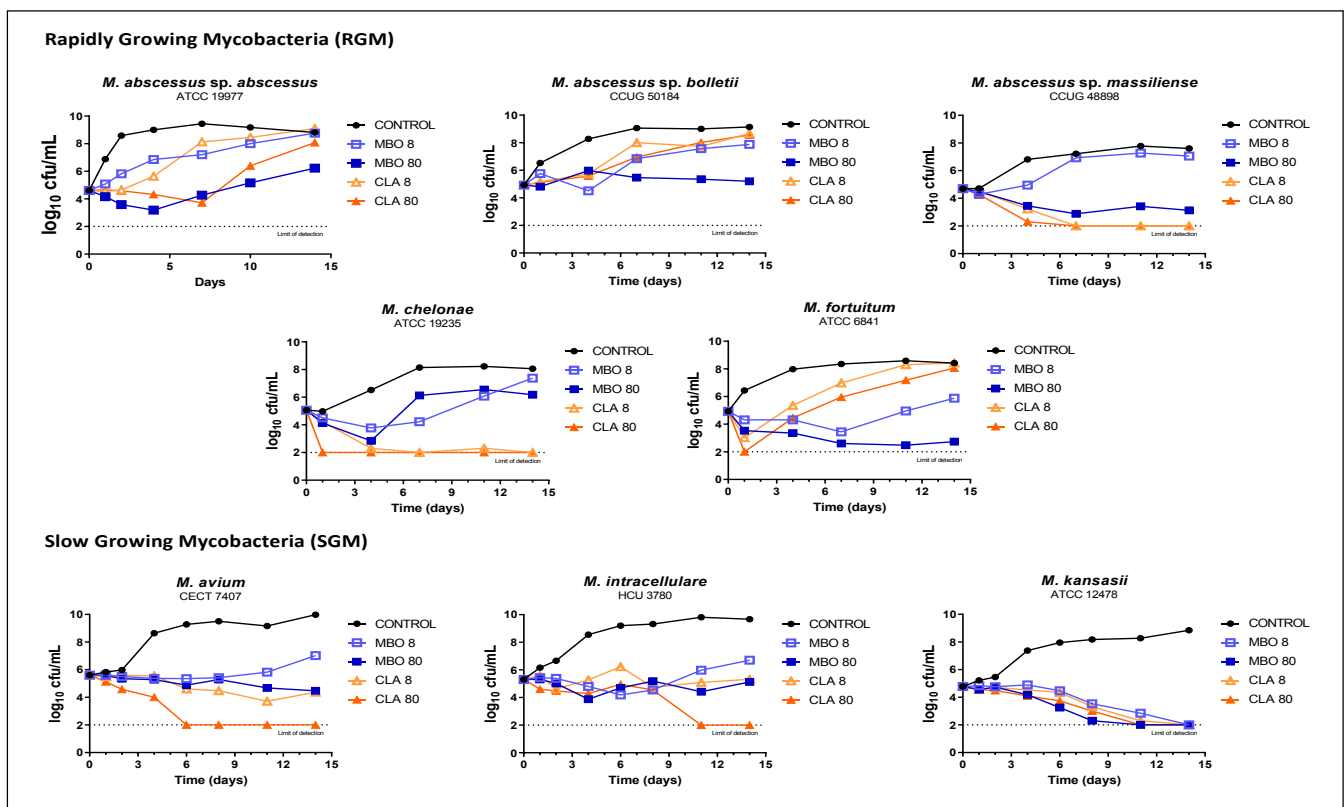 Rapidly Growing Mycobacteria (RGM)
M. abscessus sp. abscessus
ATCC 19977
log10 cfu/mL
10
8
6
4
2
0
0 5 10 15
Days
Limit of detection
CONTROL
MBO 8
MBO 80
CLA 8
CLA 80
M. abscessus sp. bolletii
CCUG 50184
log10 cfu/mL
10
8
6
4
2
0
0 3 6 9 12 15
Time (days)
Limit of detection
CONTROL
MBO 8
MBO 80
CLA 8
CLA 80
M. abscessus sp. massiliense
CCUG 48898
log10 cfu/mL
10
8
6
4
2
0
0 3 6 9 12 15
Time (days)
Limit of detection
CONTROL
MBO 8
MBO 80
CLA 8
CLA 80
M. chelonae
ATCC 19235
log10 cfu/mL
10
8
6
4
2
0
0 3 6 9 12 15
Time (days)
Limit of detection
CONTROL
MBO 8
MBO 80
CLA 8
CLA 80
M. fortuitum
ATCC 6841
log10 cfu/mL
10
8
6
4
2
0
0 3 6 9 12 15
Time (days)
Limit of detection
CONTROL
MBO 8
MBO 80
CLA 8
CLA 80
Slow Growing Mycobacteria (SGM)
M. avium
CECT 7407
log10 cfu/mL
10
8
6
4
2
0
0 3 6 9 12 15
Time (days)
Limit of detection
CONTROL
MBO 8
MBO 80
CLA 8
CLA 80
M. intracellulare
HCU 3780
log10 cfu/mL
10
8
6
4
2
0
0 3 6 9 12 15
Time (days)
Limit of detection
CONTROL
MBO 8
MBO 80
CLA 8
CLA 80
M. kansasii
ATCC 12478
log10 cfu/mL
10
8
6
4
2
0
0 3 6 9 12 15
Time (days)
Limit of detection
CONTROL
MBO 8
MBO 80
CLA 8
CLA 80